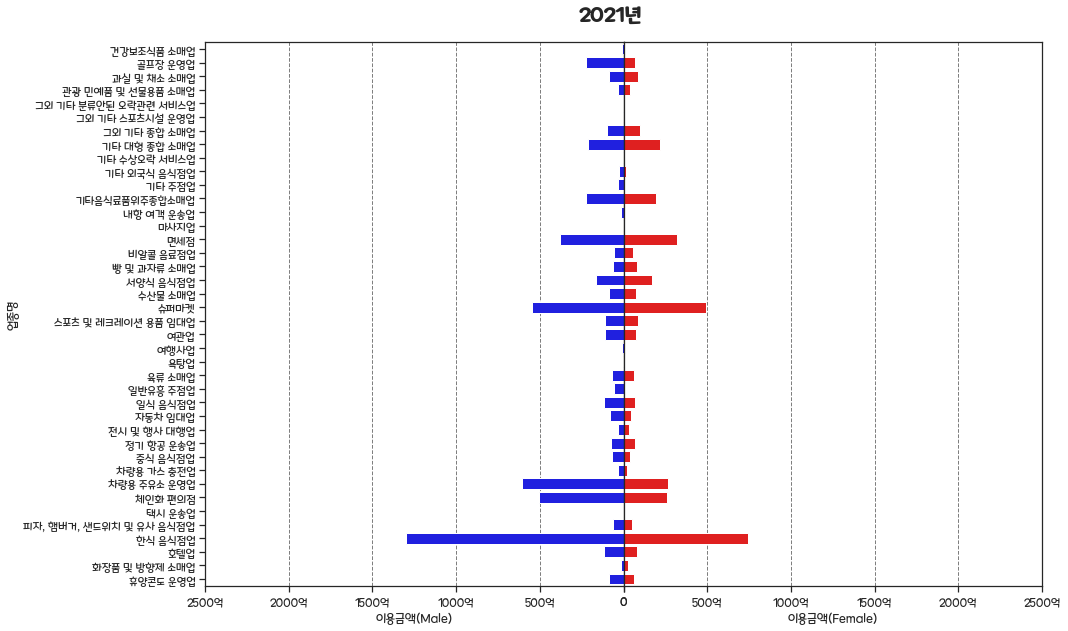 2021년
건강보조식품 소매업
골프장 운영업
과실 및 채소 소매업
관광 민예품 및 선물용품 소매업
그외 기타 분류안된 오락관련 서비스업
그외 기타 스포츠시설 운영업
그외 기타 종합 소매업
기타 대형 종합 소매업
기타 수상오락 서비스업
기타 외국식 음식점업
기타 주점업
기타음식료품위주종합소매업
내항 여객 운송업
마사지업
면세점
비알콜 음료점업
빵 및 과자류 소매업
서양식 음식점업
수산물 소매업
슈퍼마켓
스포츠 및 레크레이션 용품 임대업
여관업
여행사업
욕탕업
육류 소매업
일반유흥 주점업
일식 음식점업
자동차 임대업
전시 및 행사 대행업
정기 항공 운송업
중식 음식점업
차량용 가스 충전업
차량용 주유소 운영업
체인화 편의점
택시 운송업
피자, 햄버거, 샌드위치 및 유사 음식점업
한식 음식점업
호텔업
화장품 및 방향제 소매업
휴양콘도 운영업
업종명
2500억 2000억 1500억 1000억 500억 0 500억 1000억 1500억 2000억 2500억
이용금액(Male) 이용금액(Female)